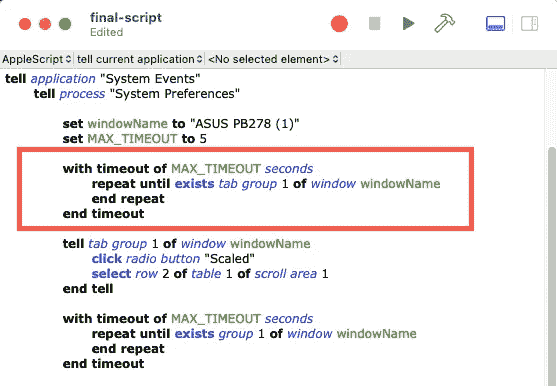 final-script
Edited
AppleScript tell current application <No selected element>
tell application "System Events"
tell process "System Preferences"
set windowName to "ASUS PB278 (1)"
set MAX_TIMEOUT to 5
with timeout of MAX_TIMEOUT seconds
repeat until exists tab group 1 of window windowName
end repeat
end timeout
tell tab group 1 of window windowName
click radio button "Scaled"
select row 2 of table 1 of scroll area 1
end tell
with timeout of MAX_TIMEOUT seconds
repeat until exists group 1 of window windowName
end repeat
end timeout